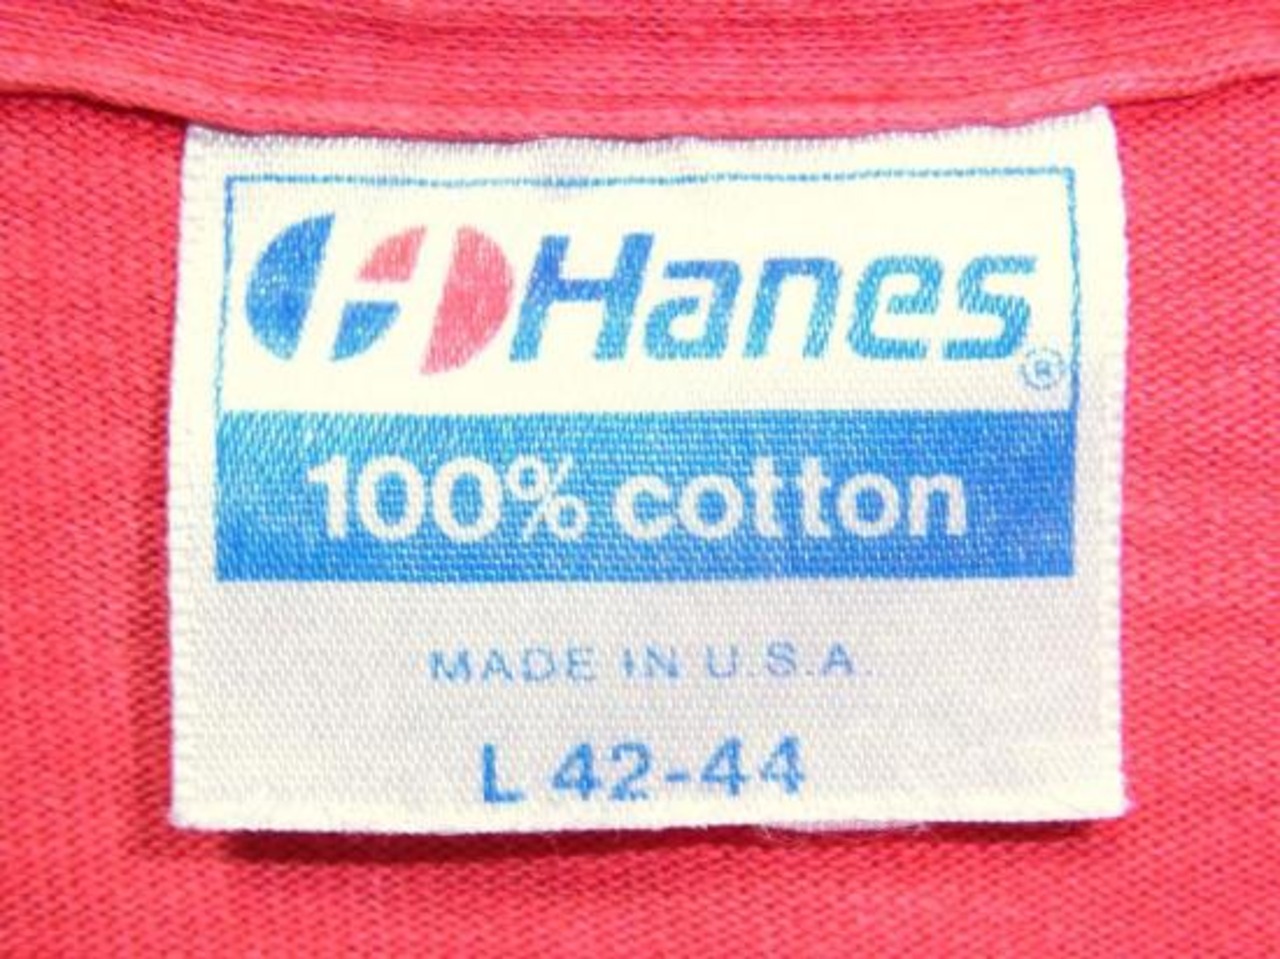 Hanes®
100% cotton
MADE IN U.S.A.
L 42-44